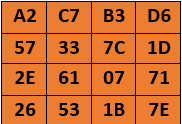 A2 C7 B3 D6
57 33 7C 1D
2E 61 07 71
26 53 1B 7E